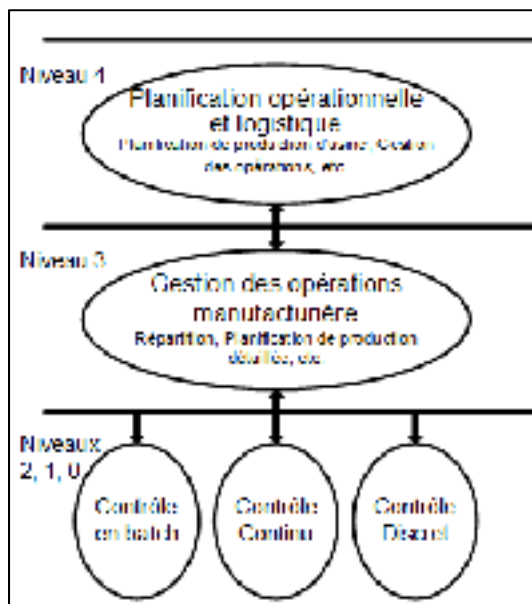 Niveau 4
Planification opérationnelle
et logistique
Planification de production d'usine, Gestion
des opérations, etc
Niveau 3
Gestion des opérations
manufacturière
Répartition, Planification de production
détaillée, etc.
Niveaux
2, 1, 0
Contrôle
en batch
Contrôle
Continu
Contrôle
Discret